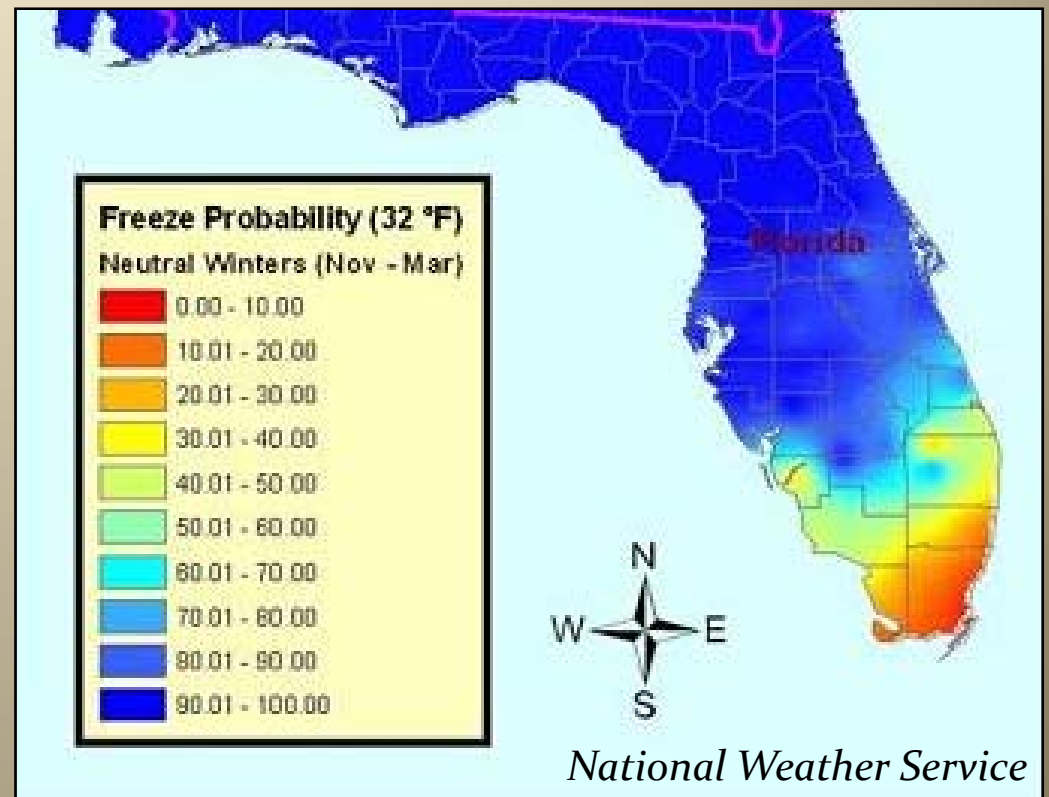 Florida
Freeze Probability (32 °F)
Neutral Winters (Nov - Mar)
0.00 - 10.00
10.01 - 20.00
20.01 - 30.00
30.01 - 40.00
40.01 - 50.00
50.01 - 60.00
60.01 - 70.00
70.01 - 80.00
80.01 - 90.00
90.01 - 100.00
N
W E
S
National Weather Service